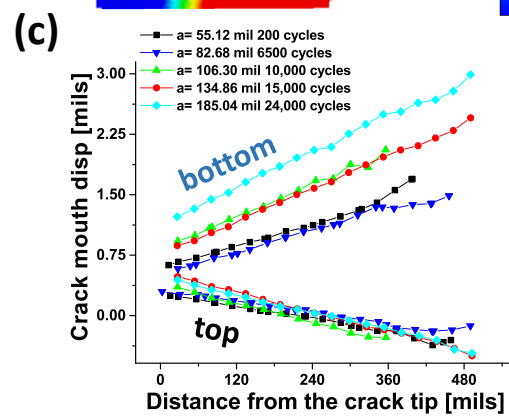 (c)
a= 55.12 mil 200 cycles
a= 82.68 mil 6500 cycles
a= 106.30 mil 10,000 cycles
a= 134.86 mil 15,000 cycles
a= 185.04 mil 24,000 cycles
Crack mouth disp [mils]
3.00
2.25
1.50
0.75
0.00
bottom
top
0 120 240 360 480
Distance from the crack tip [mils]